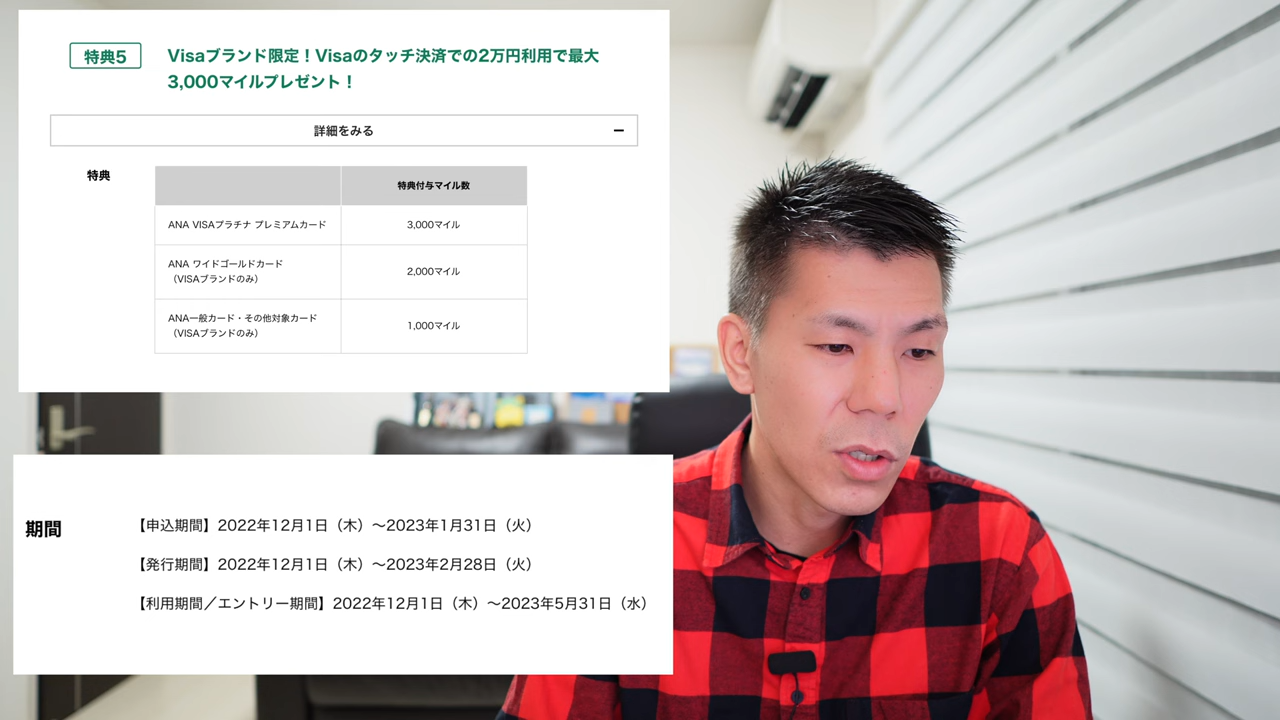 特典5
Visaブランド限定！Visaのタッチ決済での2万円利用で最大
3,000マイルプレゼント！
詳細をみる
特典
特典付与マイル数
ANA VISAプラチナ プレミアムカード 3,000マイル
ANA ワイドゴールドカード
（VISAブランドのみ）
2,000マイル
ANA一般カード・その他対象カード
（VISAブランドのみ）
1,000マイル
期間
【申込期間】2022年12月1日（木）〜2023年1月31日（火）
【発行期間】2022年12月1日（木）〜2023年2月28日（火）
【利用期間／エントリー期間】2022年12月1日（木）〜2023年5月31日（水）